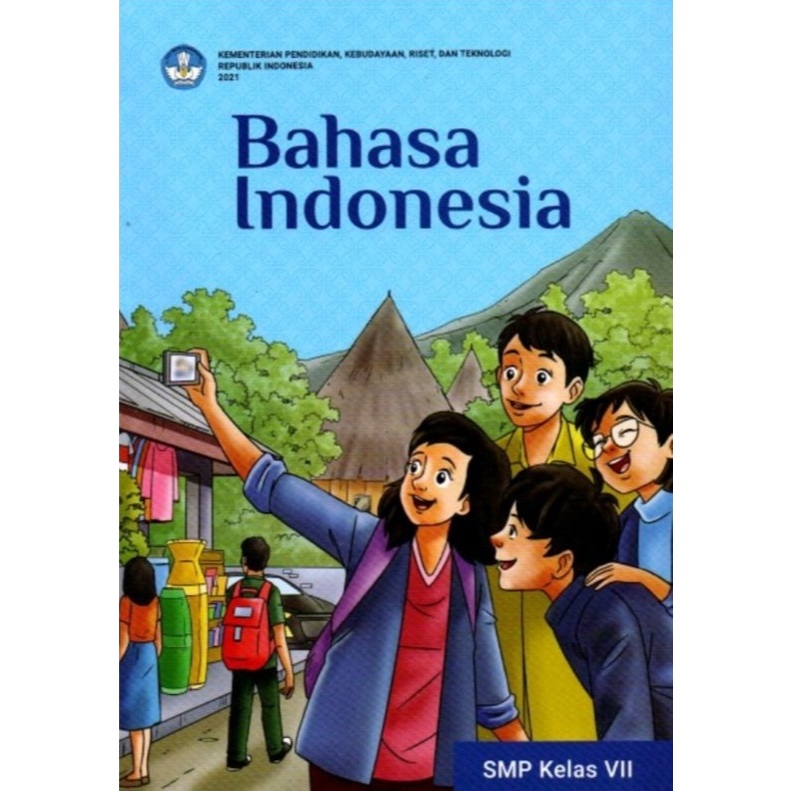 KEMENTERIAN PENDIDIKAN, KEBUDAYAAN, RISET, DAN TEKNOLOGI
REPUBLIK INDONESIA
2021
Bahasa
Indonesia
SMP Kelas VII